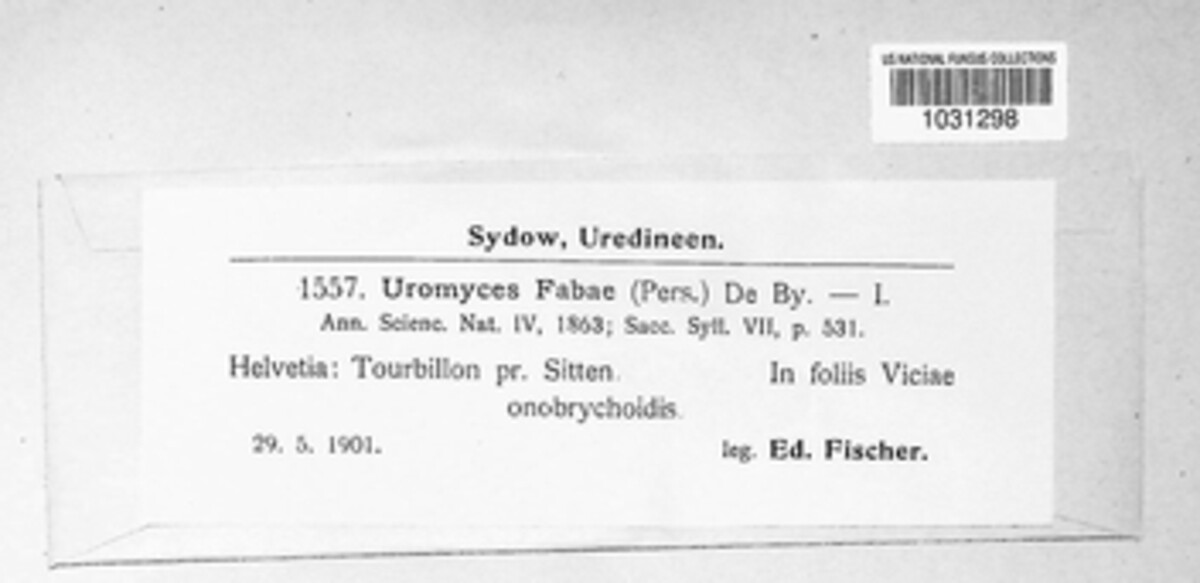 US NATIONAL FUNGUS COLLECTIONS
1031298
Sydow, Uredineen.
1557. Uromyces Fabae (Pers.) De By. — I.
Ann. Scienc. Nat. IV, 1863; Sacc. Syll. VII, p. 531.
Helvetia: Tourbillon pr. Sitten. In foliis Viciae
onobrychoidis.
29. 5. 1901. leg. Ed. Fischer.